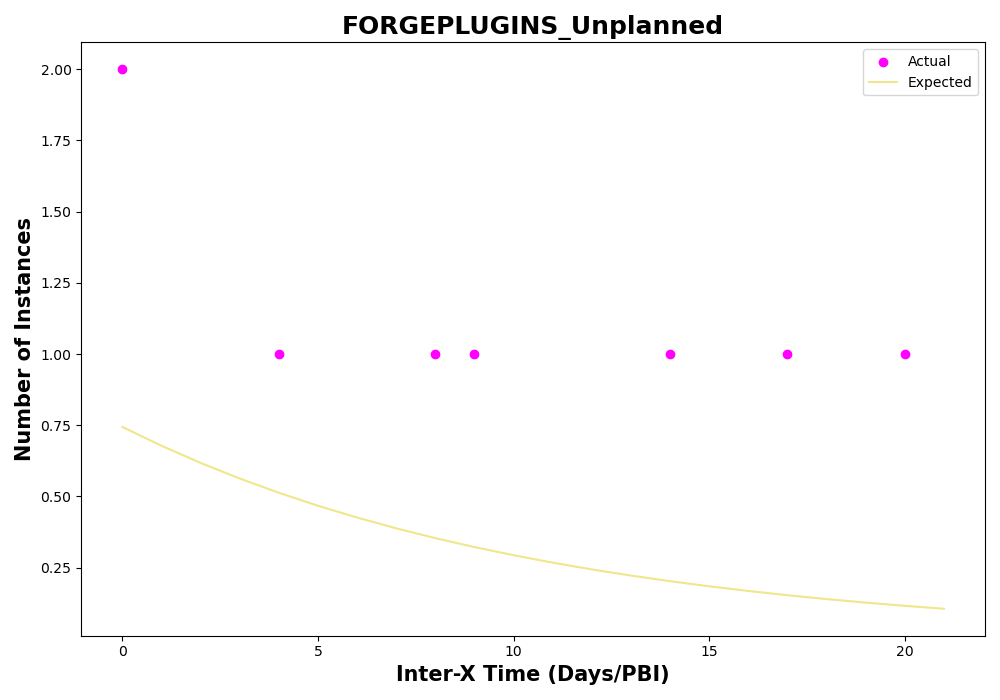 FORGEPLUGINS_Unplanned
Actual
Expected
2.00
1.75
1.50
1.25
1.00
0.75
0.50
0.25
Number of Instances
0 5 10 15 20
Inter-X Time (Days/PBI)